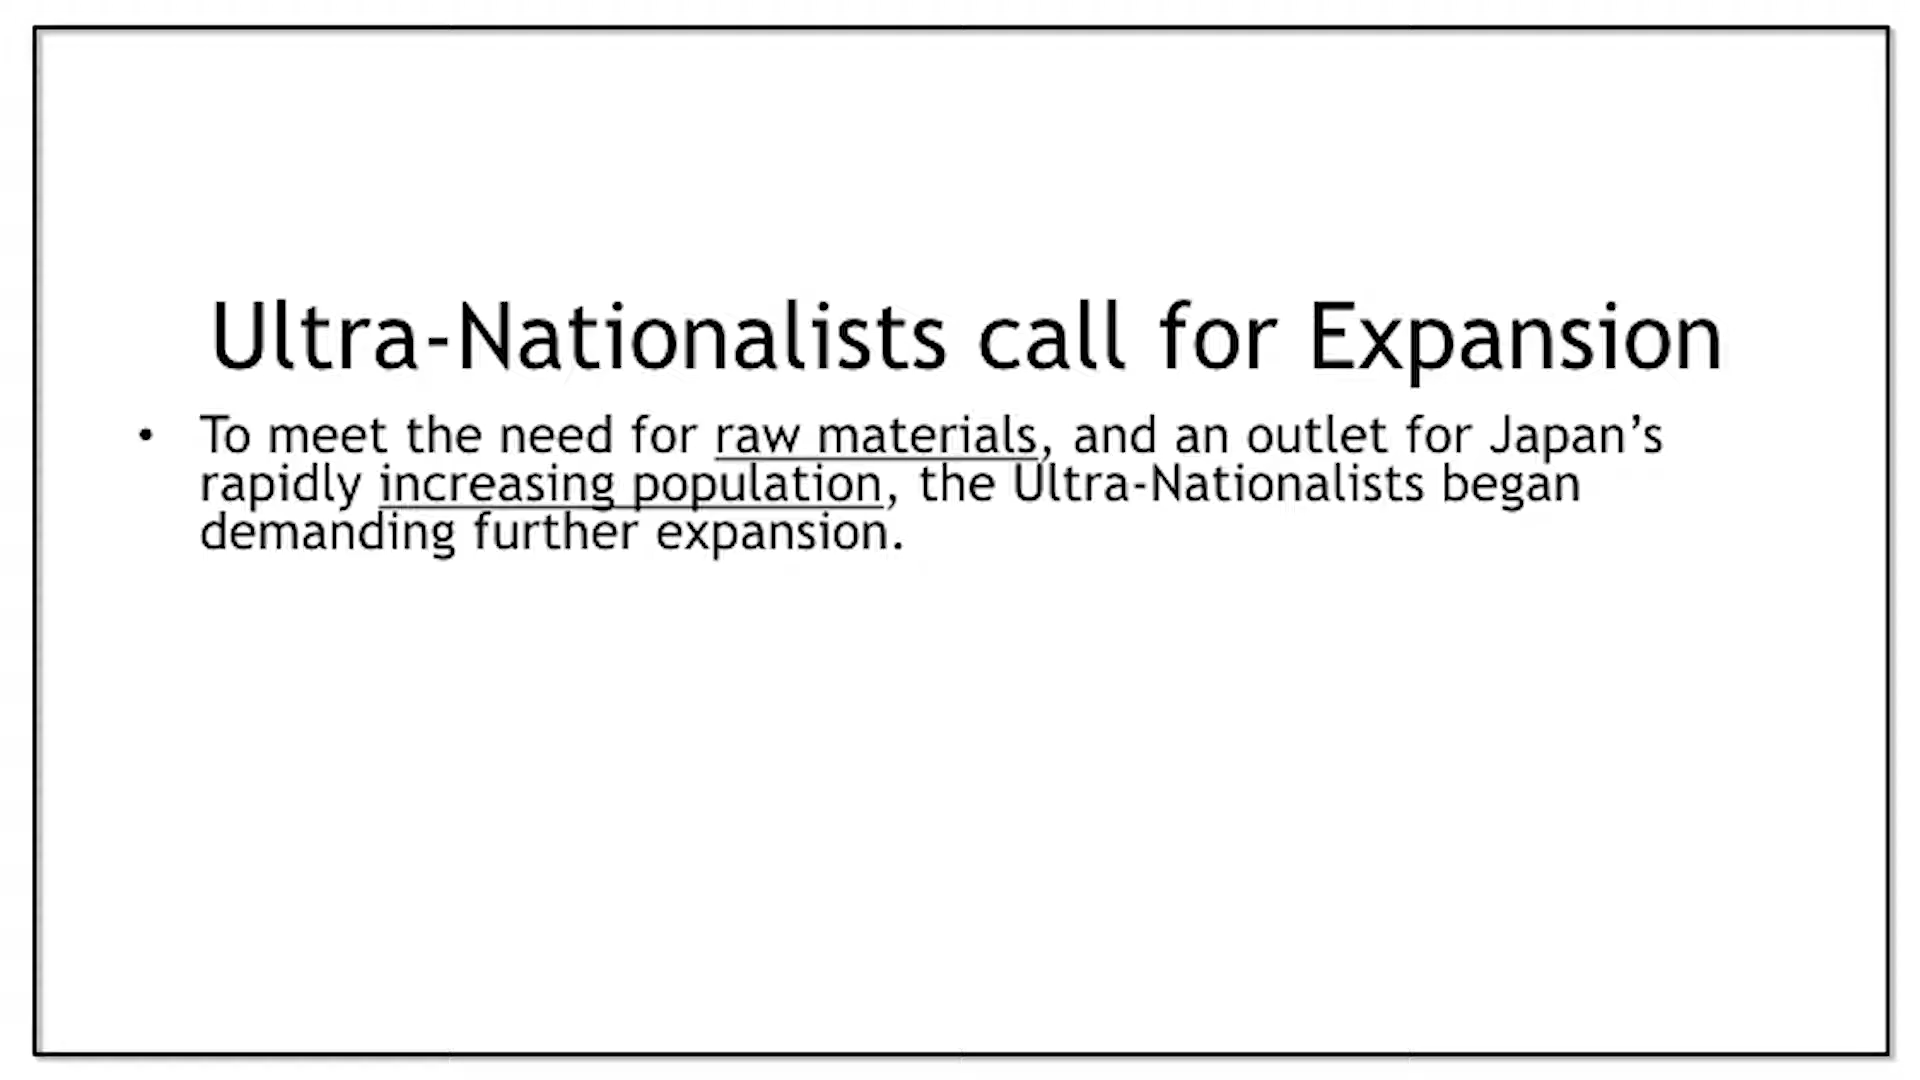 Ultra-Nationalists call for Expansion
• To meet the need for raw materials, and an outlet for Japan’s
rapidly increasing population, the Ultra-Nationalists began
demanding further expansion.